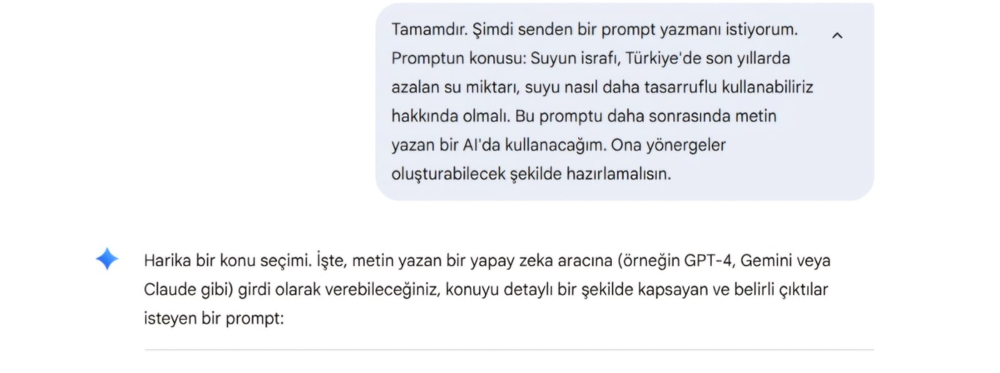 Tamamdır. Şimdi senden bir prompt yazmanı istiyorum.
Promptun konusu: Suyun israfı, Türkiye'de son yıllarda
azalan su miktarı, suyu nasıl daha tasarruflu kullanabiliriz
hakkında olmalı. Bu promptu daha sonrasında metin
yazan bir AI'da kullanacağım. Ona yönergeler
oluşturabilecek şekilde hazırlamalısın.
Harika bir konu seçimi. İşte, metin yazan bir yapay zeka aracına (örneğin GPT-4, Gemini veya
Claude gibi) girdi olarak verebileceğiniz, konuyu detaylı bir şekilde kapsayan ve belirli çıktılar
isteyen bir prompt: